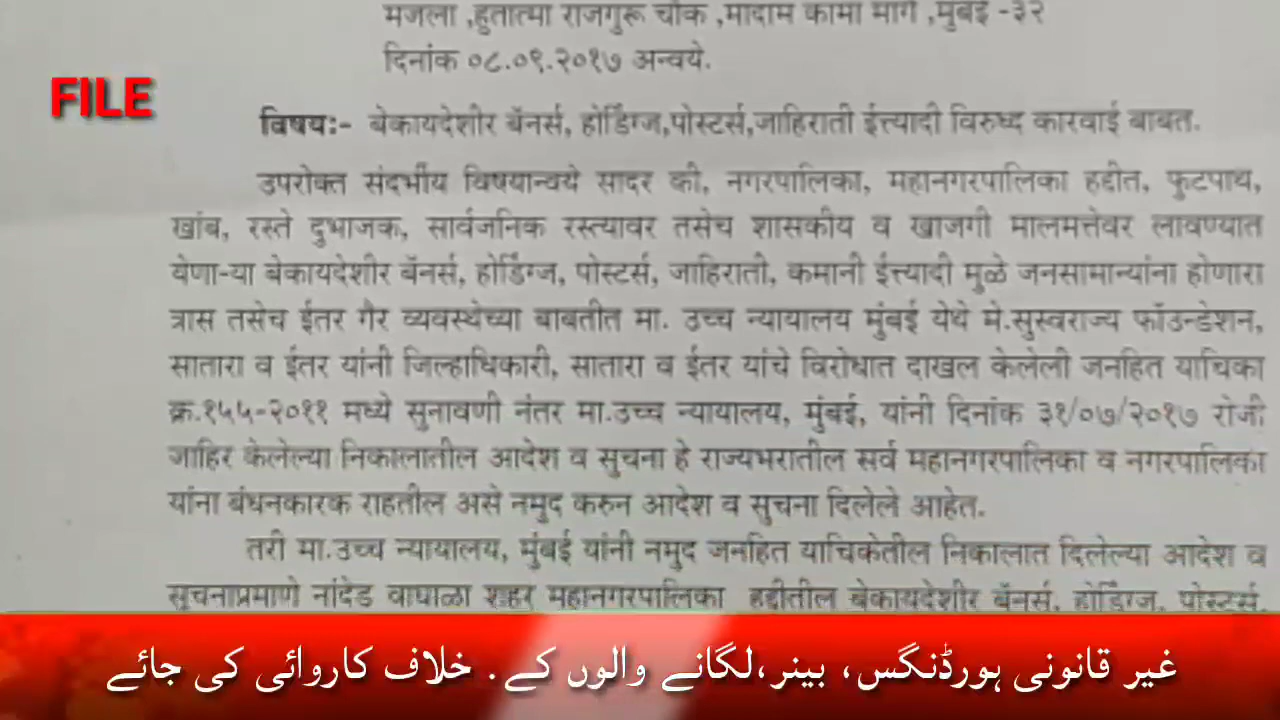 मजला ,हुतात्मा राजगुरू चौक ,मादाम कामा मार्ग ,मुंबई -३२
दिनांक ०८.०९.२०१७ अन्वये.
FILE
विषयः- बेकायदेशीर बॅनर्स, होर्डिंग्ज,पोस्टर्स,जाहिराती ईत्यादी विरुध्द कारवाई बाबत.
उपरोक्त संदर्भीय विषयान्वये सादर की, नगरपालिका, महानगरपालिका हद्दीत, फुटपाथ,
खांब, रस्ते दुभाजक, सार्वजनिक रस्त्यावर तसेच शासकीय व खाजगी मालमत्तेवर लावण्यात
येणा-या बेकायदेशीर बॅनर्स, होर्डिंग्ज, पोस्टर्स, जाहिराती, कमानी ईत्यादी मुळे जनसामान्यांना होणारा
त्रास तसेच ईतर गैर व्यवस्थेच्या बाबतीत मा. उच्च न्यायालय मुंबई येथे मे.सुस्वराज्य फॉउन्डेशन,
सातारा व ईतर यांनी जिल्हाधिकारी, सातारा व ईतर यांचे विरोधात दाखल केलेली जनहित याचिका
क्र.१५५-२०११ मध्ये सुनावणी नंतर मा.उच्च न्यायालय, मुंबई, यांनी दिनांक ३१/०७/२०१७ रोजी
जाहिर केलेल्या निकालातील आदेश व सुचना हे राज्यभरातील सर्व महानगरपालिका व नगरपालिका
यांना बंधनकारक राहतील असे नमुद करुन आदेश व सुचना दिलेले आहेत.
तरी मा.उच्च न्यायालय, मुंबई यांनी नमुद जनहित याचिकेतील निकालात दिलेल्या आदेश व
सुचनाप्रमाणे नांदेड वाघाळा शहर महानगरपालिका हद्दीतील बेकायदेशीर बॅनर्स, होर्डिंग्ज, पोस्टर्स,
غیر قانونی ہورڈنگس، بینر،لگانے والوں کے. خلاف کاروائی کی جائے